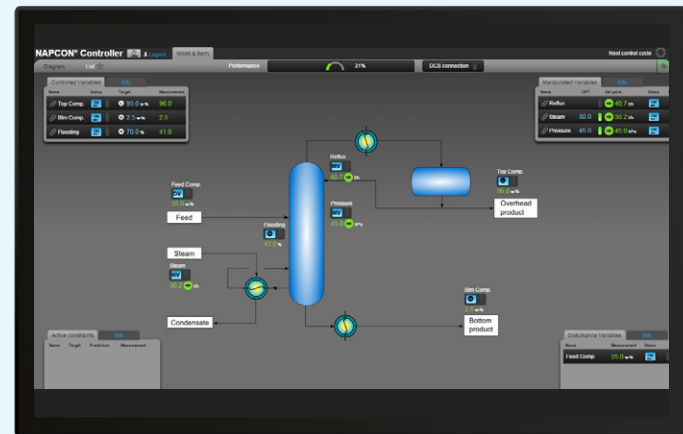 NAPCON® Controller Logout Wood & Berry Next control cycle
Diagram List Performance 31% DCS connection
Controlled Variables Info
Name Status Target Measurement
Top Comp. 95.0 w-% 96.0
Btm Comp. 2.5 w-% 2.5
Flooding 70.0 % 41.0
Manipulated Variables Info
Name OPT Set point Status
Reflux 40.7 t/h
Steam 30.0 30.2 t/h
Pressure 45.0 45.0 kPa
Reflux
MV
40.7 t/h
Top Comp.
96.0 w-%
Overhead
product
Feed Comp.
DV
25.0 w-%
Feed
Pressure
MV
45.0 kPa
Flooding
41.0 %
Steam
Steam
MV
30.2 t/h
Condensate
Btm Comp.
2.5 w-%
Bottom
product
Active constraints Info
Name Target Prediction Measurement
Disturbance Variables Info
Name Measurement Status
Feed Comp. 25.0 w-%